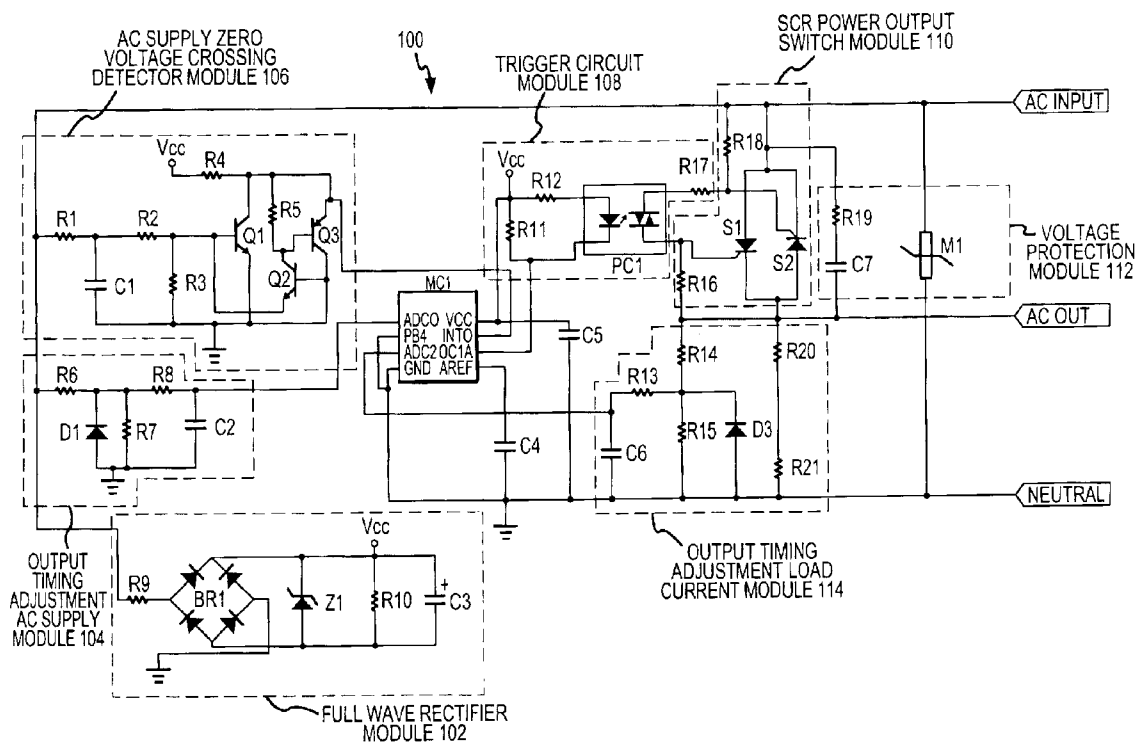 AC SUPPLY ZERO
VOLTAGE CROSSING
DETECTOR MODULE 106
100
TRIGGER CIRCUIT
MODULE 108
SCR POWER OUTPUT
SWITCH MODULE 110
AC INPUT
Vcc
R4
R1
R2
R5
Q1
Q3
C1
R3
Q2
Vcc
R12
R11
PC1
R17
R18
S1
S2
R16
R19
C7
M1
VOLTAGE
PROTECTION
MODULE 112
AC OUT
MC1
ADC0 VCC
PB4 INTO
ADC2 OC1A
GND AREF
C5
C4
R6
R8
D1
R7
C2
R14
R13
R15
D3
C6
R20
R21
NEUTRAL
OUTPUT
TIMING
ADJUSTMENT
AC SUPPLY
MODULE 104
OUTPUT TIMING
ADJUSTMENT LOAD
CURRENT MODULE 114
Vcc
R9
BR1
Z1
R10
+
C3
FULL WAVE RECTIFIER
MODULE 102